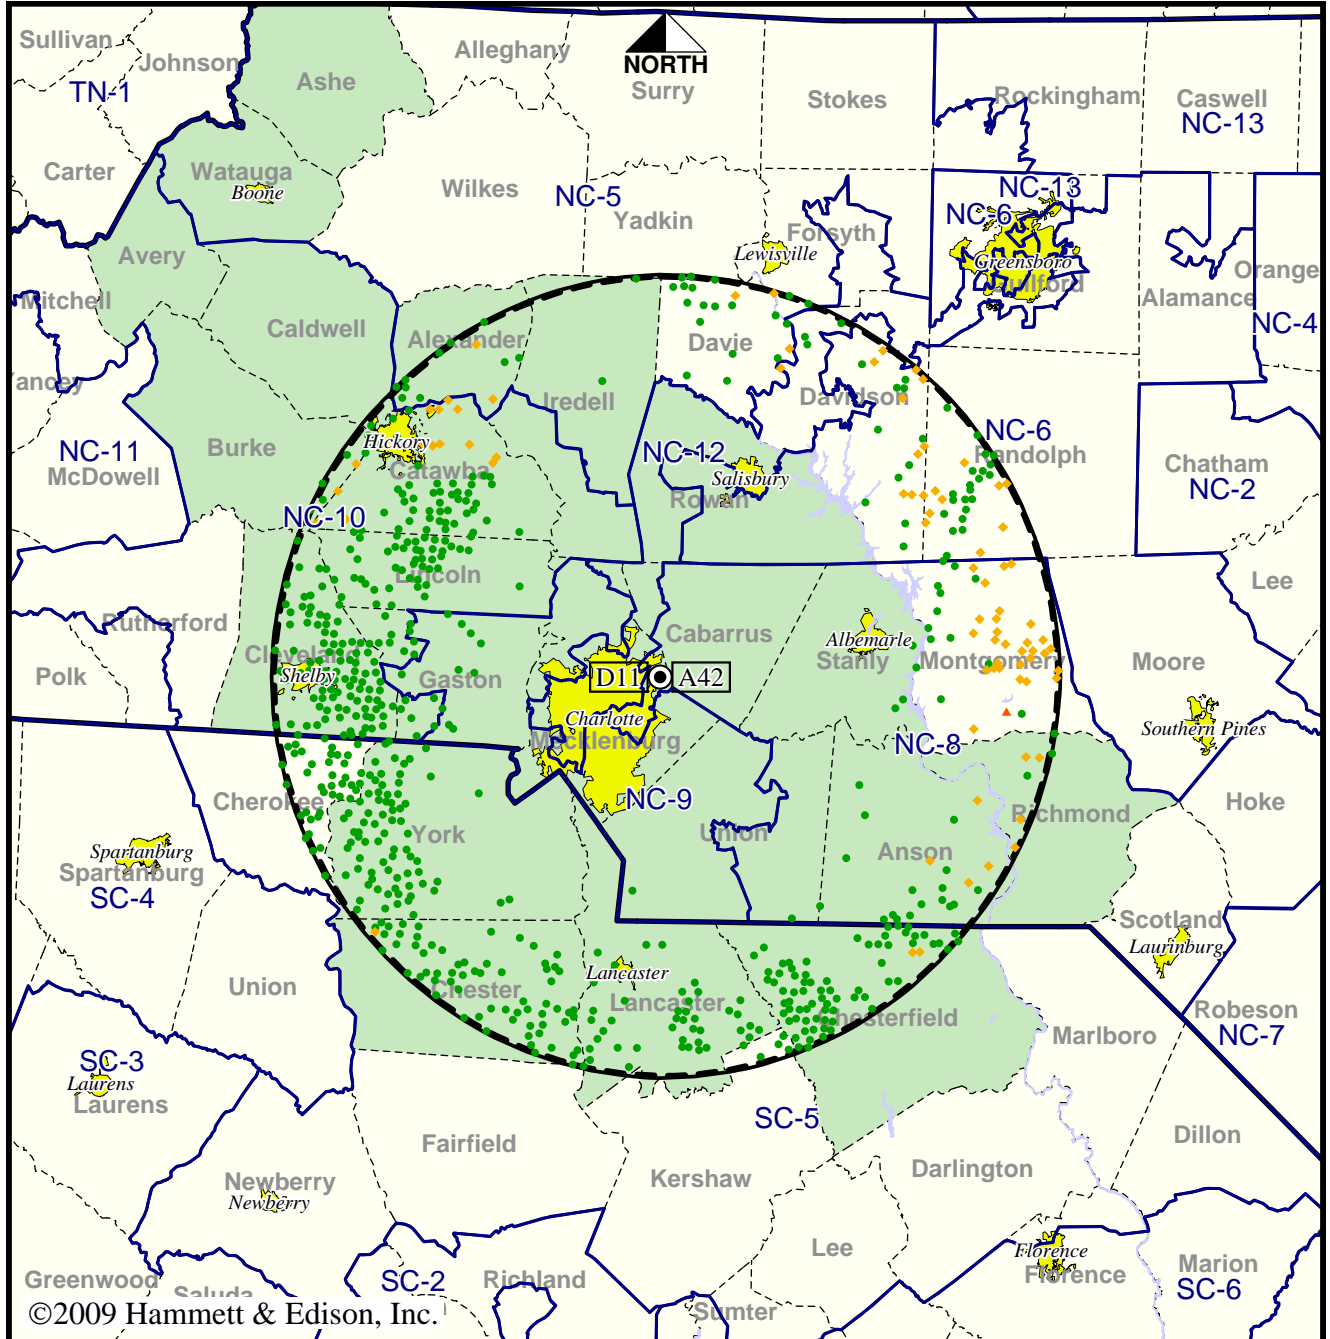 Sullivan
Johnson
TN-1
Ashe
Alleghany
NORTH
Surry
Stokes
Rockingham
Caswell
NC-13
Carter
Watauga
Boone
Wilkes
NC-5
Yadkin
NC-13
NC-6
Forsyth
Lewisville
Greensboro
Guilford
Orange
Alamance
NC-4
Avery
Mitchell
Caldwell
Alexander
Davie
Yancey
Iredell
Davidson
NC-11
McDowell
Burke
Hickory
Catawba
NC-12
Salisbury
Rowan
NC-6
Randolph
Chatham
NC-2
NC-10
Lincoln
Lee
Rutherford
Cleveland
Shelby
Polk
Gaston
Cabarrus
Albemarle
Stanly
Montgomery
Moore
D11
A42
Charlotte
Mecklenburg
Southern Pines
NC-8
NC-9
Cherokee
York
Union
Anson
Richmond
Hoke
Spartanburg
Spartanburg
SC-4
Scotland
Laurinburg
Union
Chester
Lancaster
Lancaster
Chesterfield
Marlboro
Robeson
NC-7
SC-3
Laurens
Laurens
SC-5
Fairfield
Kershaw
Darlington
Dillon
Newberry
Newberry
Lee
Florence
Florence
Marion
SC-6
Greenwood
Saluda
SC-2
Richland
Sumter
©2009 Hammett & Edison, Inc.